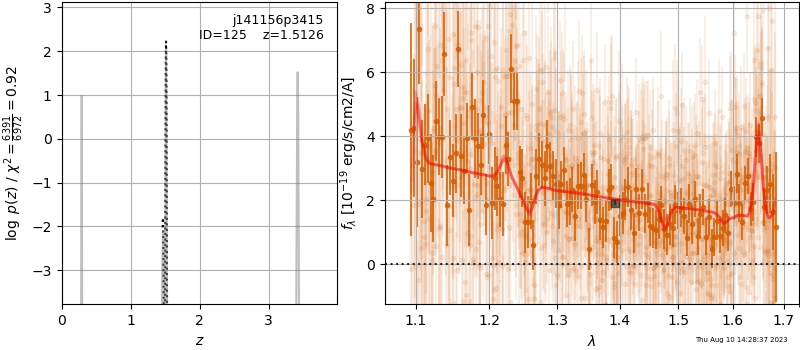 j141156p3415
ID=125 z=1.5126
log p(z) / χ² = 6391/6972 = 0.92
3
2
1
0
−1
−2
−3
0 1 2 3
z
f_λ [10⁻¹⁹ erg/s/cm2/A]
8
6
4
2
0
1.1 1.2 1.3 1.4 1.5 1.6 1.7
λ
Thu Aug 10 14:28:37 2023